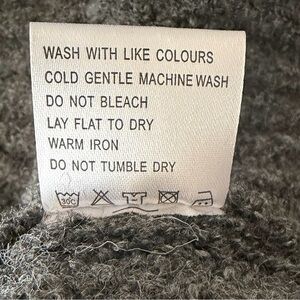 WASH WITH LIKE COLOURS
COLD GENTLE MACHINE WASH
DO NOT BLEACH
LAY FLAT TO DRY
WARM IRON
DO NOT TUMBLE DRY
30C